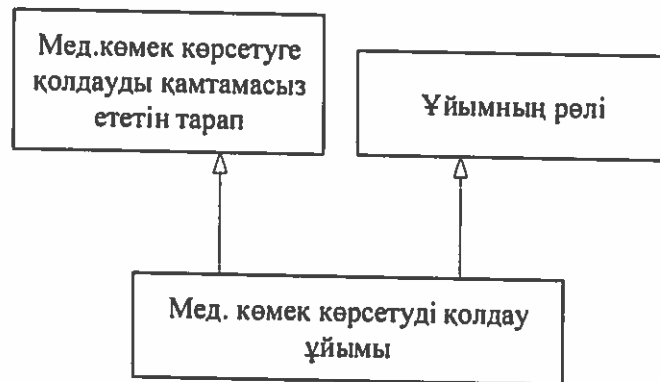 Мед.көмек көрсетуге
қолдауды қамтамасыз
ететін тарап
Ұйымның рөлі
Мед. көмек көрсетуді қолдау
ұйымы